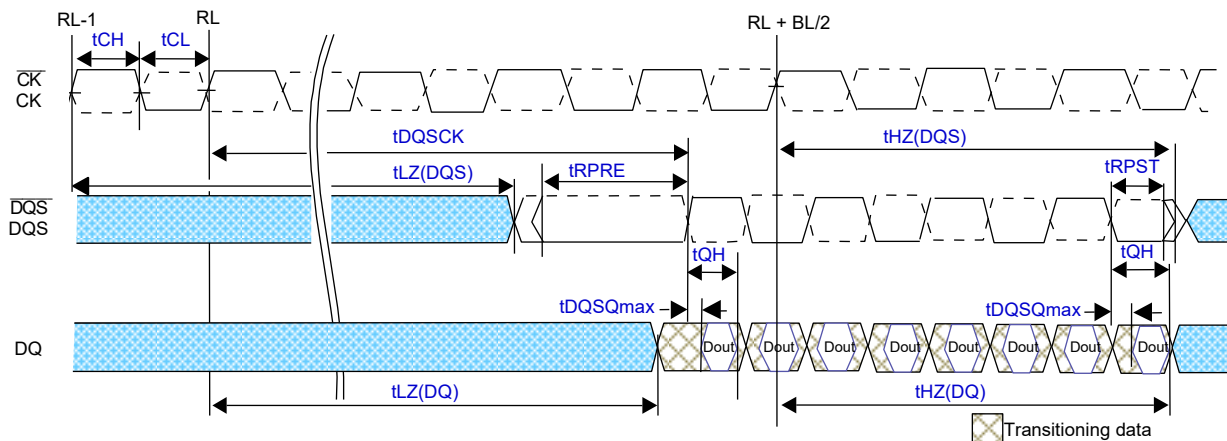 RL-1
RL
RL + BL/2
tCH
tCL
CK
CK
tDQSCK
tHZ(DQS)
tLZ(DQS)
tRPRE
tRPST
DQS
DQS
tQH
tQH
tDQSQmax
tDQSQmax
DQ
Dout
Dout
Dout
Dout
Dout
Dout
Dout
Dout
tLZ(DQ)
tHZ(DQ)
Transitioning data